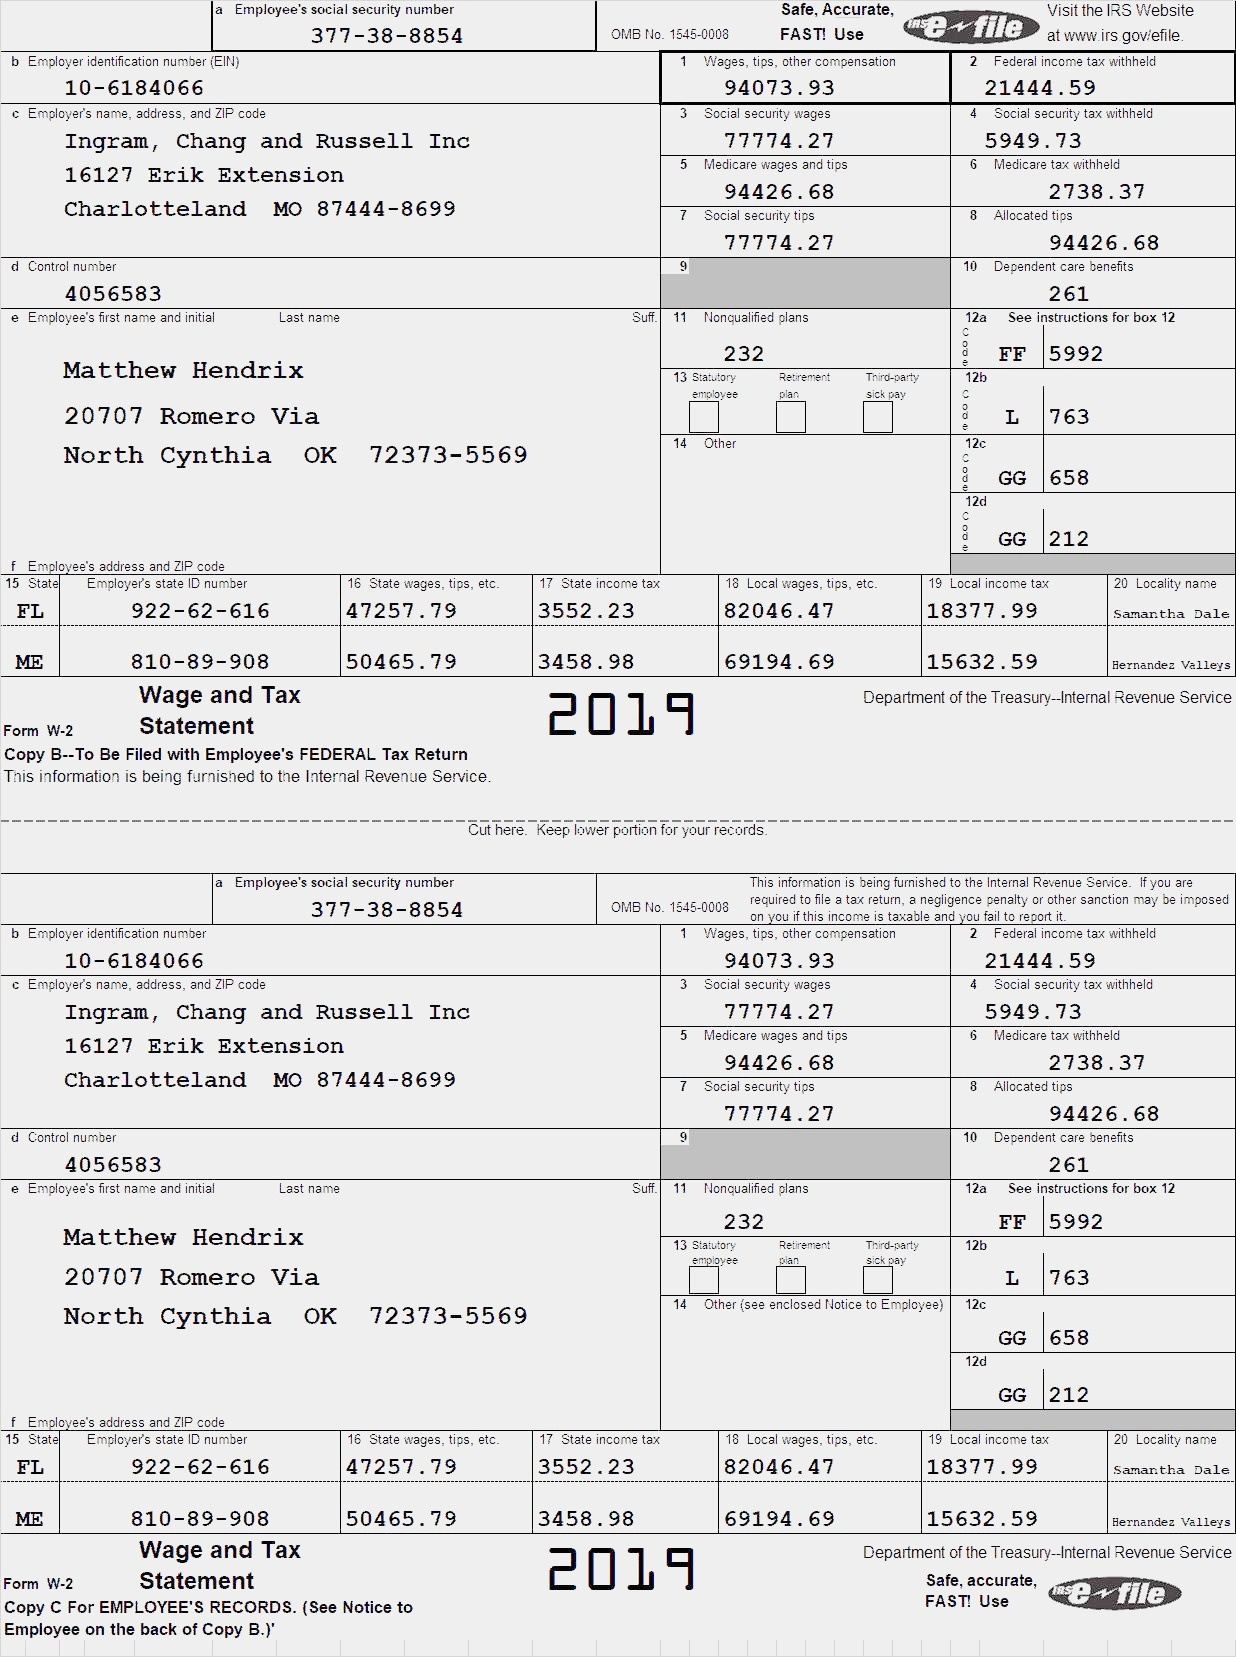 a Employee's social security number
377-38-8854
OMB No. 1545-0008
Safe, Accurate,
FAST! Use
IRS e-file
Visit the IRS Website
at www.irs gov/efile.
b Employer identification number (EIN)
10-6184066
1 Wages, tips, other compensation
94073.93
2 Federal income tax withheld
21444.59
c Employer's name, address, and ZIP code
Ingram, Chang and Russell Inc
16127 Erik Extension
Charlotteland MO 87444-8699
3 Social security wages
77774.27
4 Social security tax withheld
5949.73
5 Medicare wages and tips
94426.68
6 Medicare tax withheld
2738.37
7 Social security tips
77774.27
8 Allocated tips
94426.68
d Control number
4056583
9
10 Dependent care benefits
261
e Employee's first name and initial Last name Suff.
Matthew Hendrix
20707 Romero Via
North Cynthia OK 72373-5569
11 Nonqualified plans
232
12a See instructions for box 12
Code FF 5992
13 Statutory employee
Retirement plan
Third-party sick pay
12b
Code L 763
14 Other
12c
Code GG 658
12d
Code GG 212
f Employee's address and ZIP code
15 State Employer's state ID number 16 State wages, tips, etc. 17 State income tax 18 Local wages, tips, etc. 19 Local income tax 20 Locality name
FL 922-62-616 47257.79 3552.23 82046.47 18377.99 Samantha Dale
ME 810-89-908 50465.79 3458.98 69194.69 15632.59 Hernandez Valleys
Form W-2
Wage and Tax
Statement
2019
Department of the Treasury--Internal Revenue Service
Copy B--To Be Filed with Employee's FEDERAL Tax Return
This information is being furnished to the Internal Revenue Service.
Cut here. Keep lower portion for your records.
a Employee's social security number
377-38-8854
OMB No. 1545-0008
This information is being furnished to the Internal Revenue Service. If you are
required to file a tax return, a negligence penalty or other sanction may be imposed
on you if this income is taxable and you fail to report it.
b Employer identification number
10-6184066
1 Wages, tips, other compensation
94073.93
2 Federal income tax withheld
21444.59
c Employer's name, address, and ZIP code
Ingram, Chang and Russell Inc
16127 Erik Extension
Charlotteland MO 87444-8699
3 Social security wages
77774.27
4 Social security tax withheld
5949.73
5 Medicare wages and tips
94426.68
6 Medicare tax withheld
2738.37
7 Social security tips
77774.27
8 Allocated tips
94426.68
d Control number
4056583
9
10 Dependent care benefits
261
e Employee's first name and initial Last name Suff.
Matthew Hendrix
20707 Romero Via
North Cynthia OK 72373-5569
11 Nonqualified plans
232
12a See instructions for box 12
FF 5992
13 Statutory employee
Retirement plan
Third-party sick pay
12b
L 763
14 Other (see enclosed Notice to Employee)
12c
GG 658
12d
GG 212
f Employee's address and ZIP code
15 State Employer's state ID number 16 State wages, tips, etc. 17 State income tax 18 Local wages, tips, etc. 19 Local income tax 20 Locality name
FL 922-62-616 47257.79 3552.23 82046.47 18377.99 Samantha Dale
ME 810-89-908 50465.79 3458.98 69194.69 15632.59 Hernandez Valleys
Form W-2
Wage and Tax
Statement
2019
Department of the Treasury--Internal Revenue Service
Safe, accurate,
FAST! Use
IRS e-file
Copy C For EMPLOYEE'S RECORDS. (See Notice to
Employee on the back of Copy B.)'